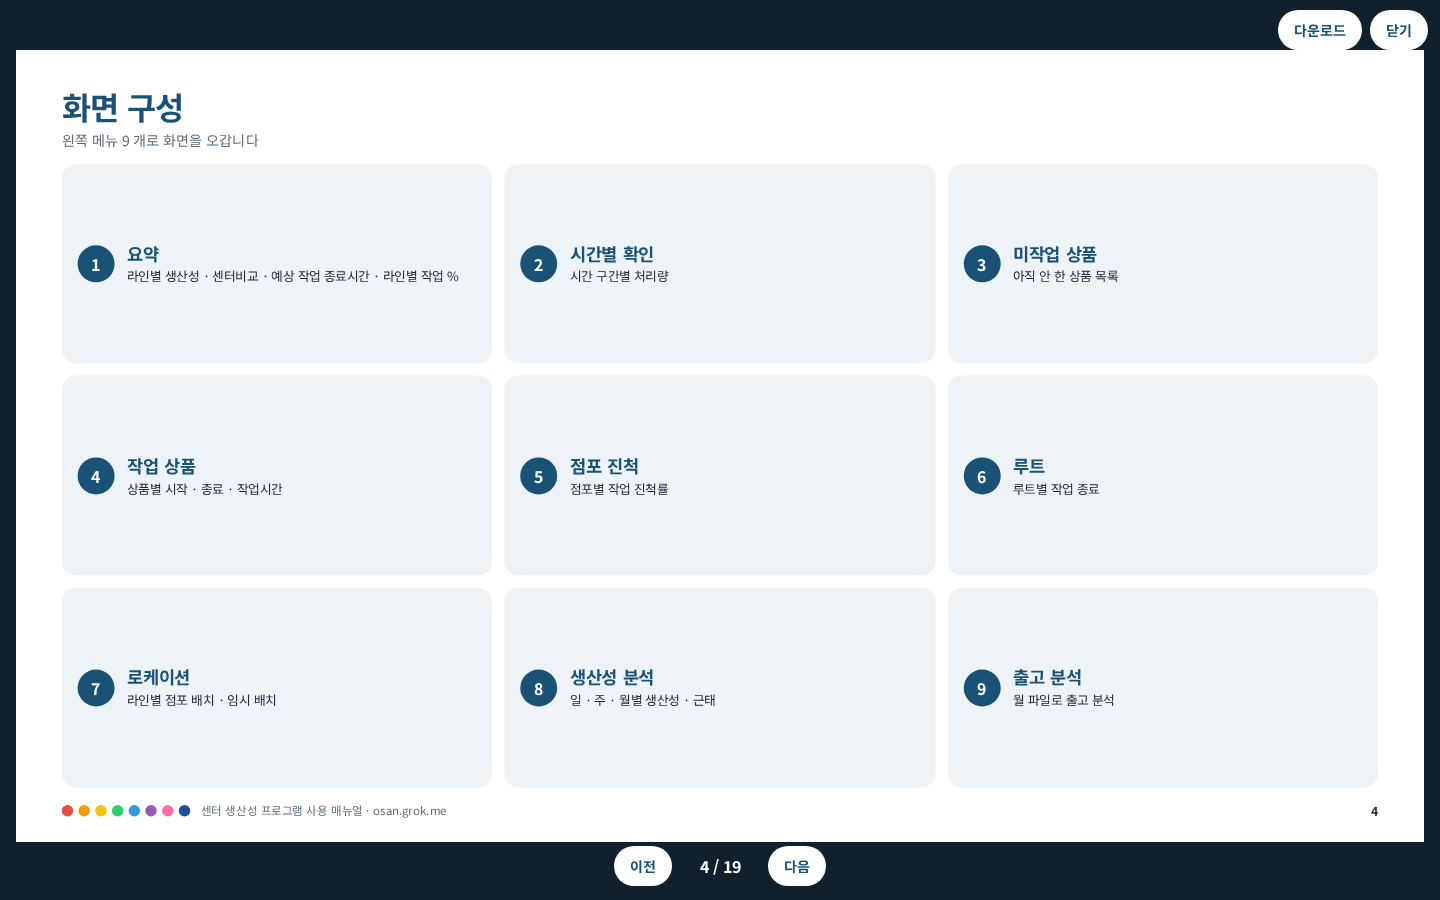 다운로드
닫기
화면 구성
왼쪽 메뉴 9 개로 화면을 오갑니다
1
요약
라인별 생산성 · 센터비교 · 예상 작업 종료시간 · 라인별 작업 %
2
시간별 확인
시간 구간별 처리량
3
미작업 상품
아직 안 한 상품 목록
4
작업 상품
상품별 시작 · 종료 · 작업시간
5
점포 진척
점포별 작업 진척률
6
루트
루트별 작업 종료
7
로케이션
라인별 점포 배치 · 임시 배치
8
생산성 분석
일 · 주 · 월별 생산성 · 근태
9
출고 분석
월 파일로 출고 분석
센터 생산성 프로그램 사용 매뉴얼 · osan.grok.me
4
이전
4 / 19
다음